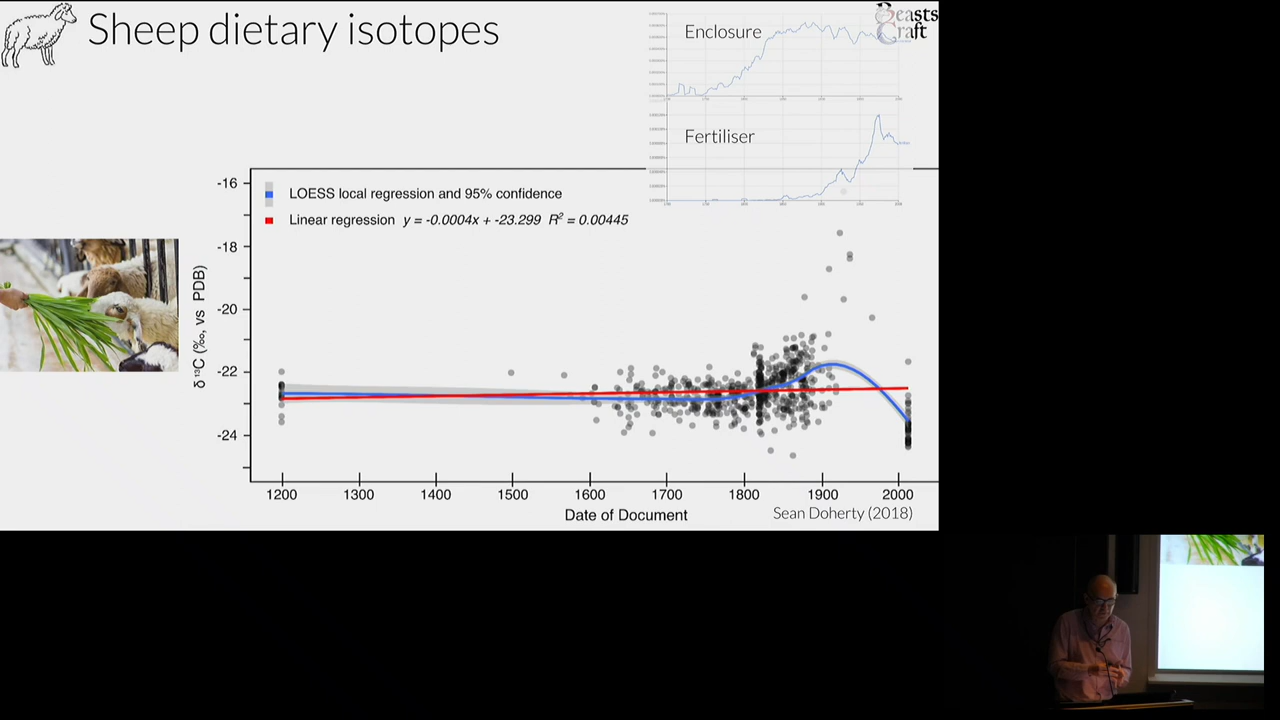 Sheep dietary isotopes
Beasts
Craft
Enclosure
Fertiliser
LOESS local regression and 95% confidence
Linear regression y = -0.0004x + -23.299 R² = 0.00445
-16
-18
-20
-22
-24
δ¹³C (‰, vs PDB)
1200 1300 1400 1500 1600 1700 1800 1900 2000
Date of Document
Sean Doherty (2018)